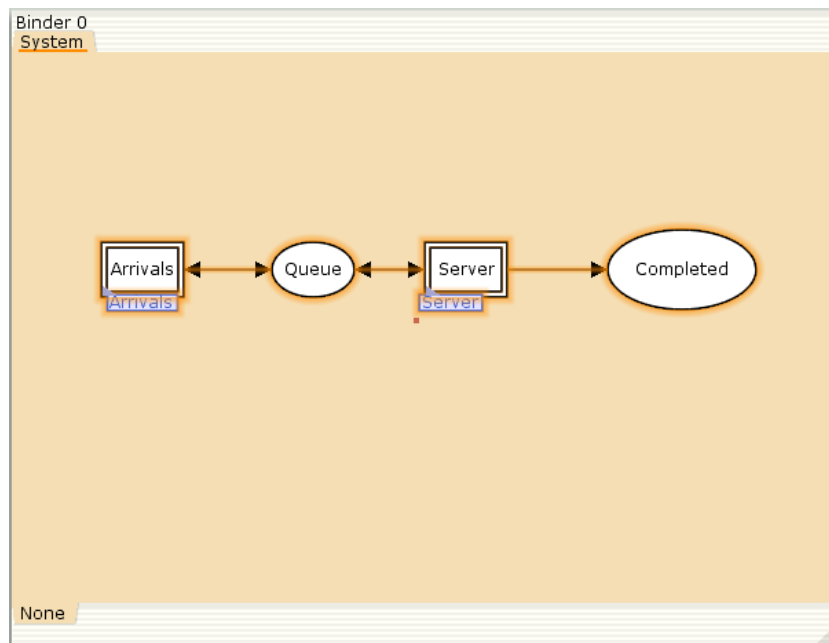 Binder 0
System
Arrivals Queue Server Completed
Arrivals Server
None